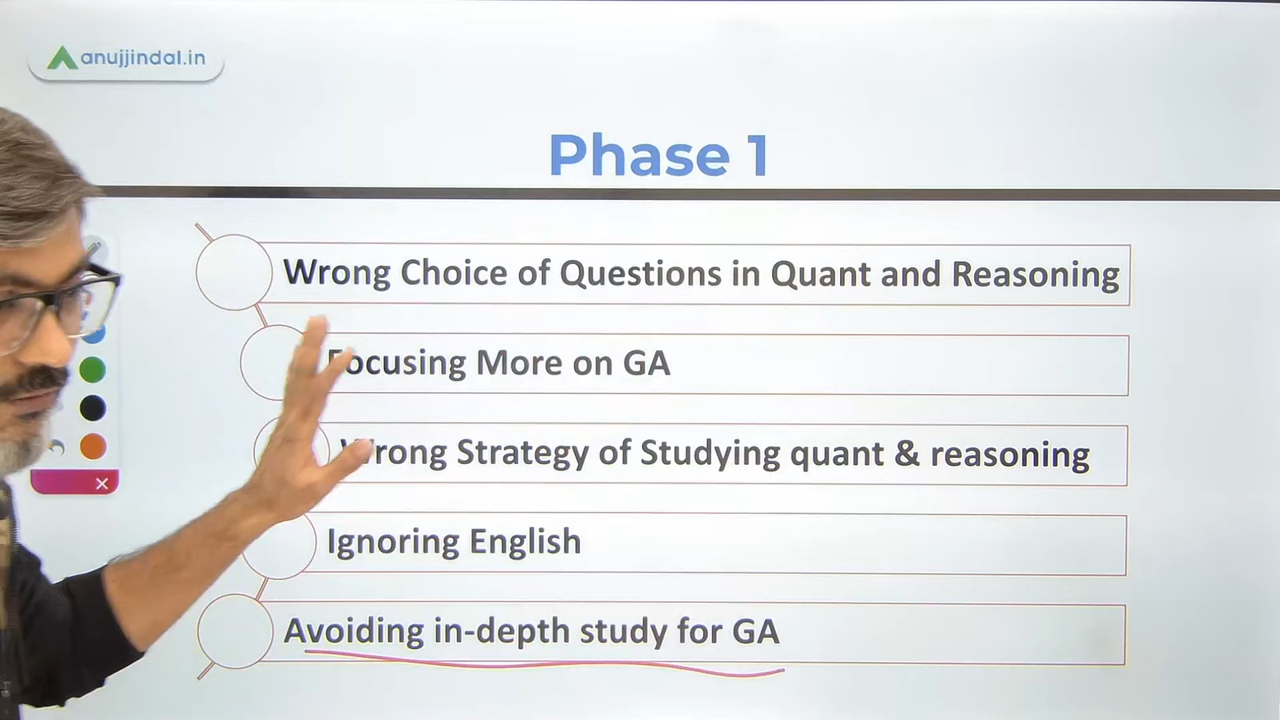 anujjindal.in
Phase 1
Wrong Choice of Questions in Quant and Reasoning
Focusing More on GA
Wrong Strategy of Studying quant & reasoning
Ignoring English
Avoiding in-depth study for GA